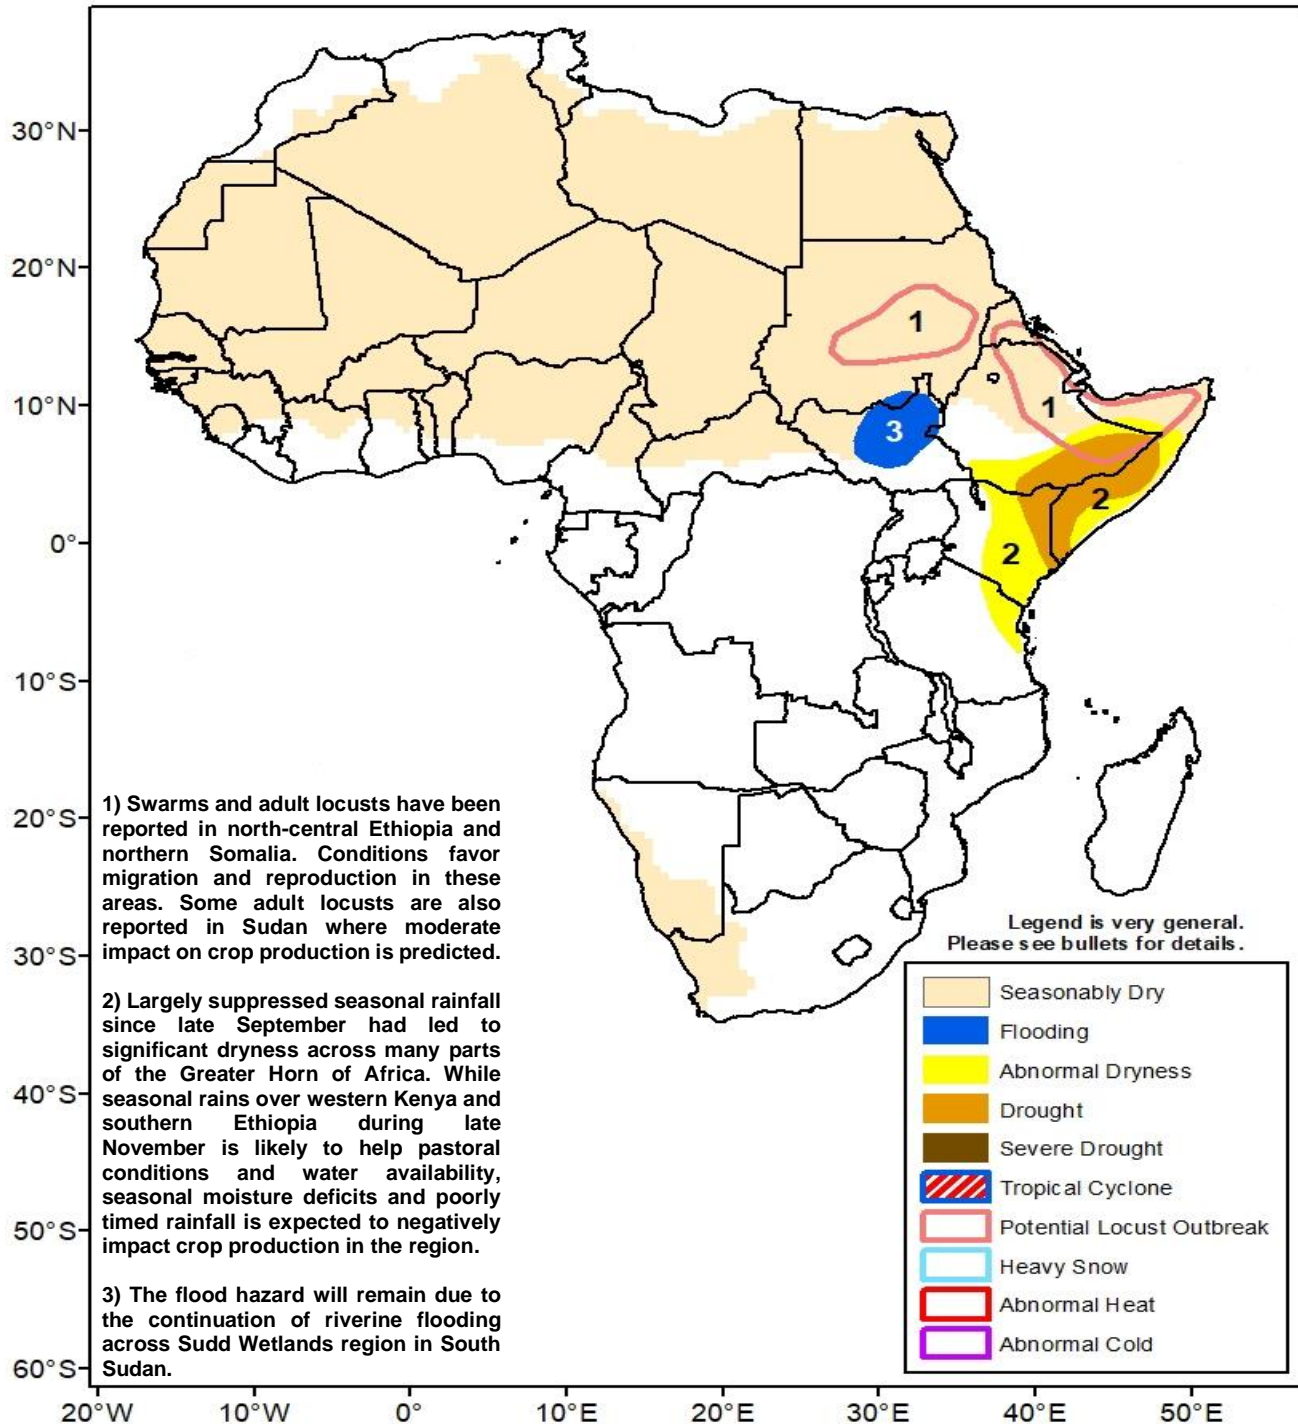 30°N
20°N
10°N
0°
10°S
20°S
30°S
40°S
50°S
60°S
1
1
3
2
2
1) Swarms and adult locusts have been
reported in north-central Ethiopia and
northern Somalia. Conditions favor
migration and reproduction in these
areas. Some adult locusts are also
reported in Sudan where moderate
impact on crop production is predicted.
2) Largely suppressed seasonal rainfall
since late September had led to
significant dryness across many parts
of the Greater Horn of Africa. While
seasonal rains over western Kenya and
southern Ethiopia during late
November is likely to help pastoral
conditions and water availability,
seasonal moisture deficits and poorly
timed rainfall is expected to negatively
impact crop production in the region.
3) The flood hazard will remain due to
the continuation of riverine flooding
across Sudd Wetlands region in South
Sudan.
Legend is very general.
Please see bullets for details.
Seasonably Dry
Flooding
Abnormal Dryness
Drought
Severe Drought
Tropical Cyclone
Potential Locust Outbreak
Heavy Snow
Abnormal Heat
Abnormal Cold
20°W 10°W 0° 10°E 20°E 30°E 40°E 50°E